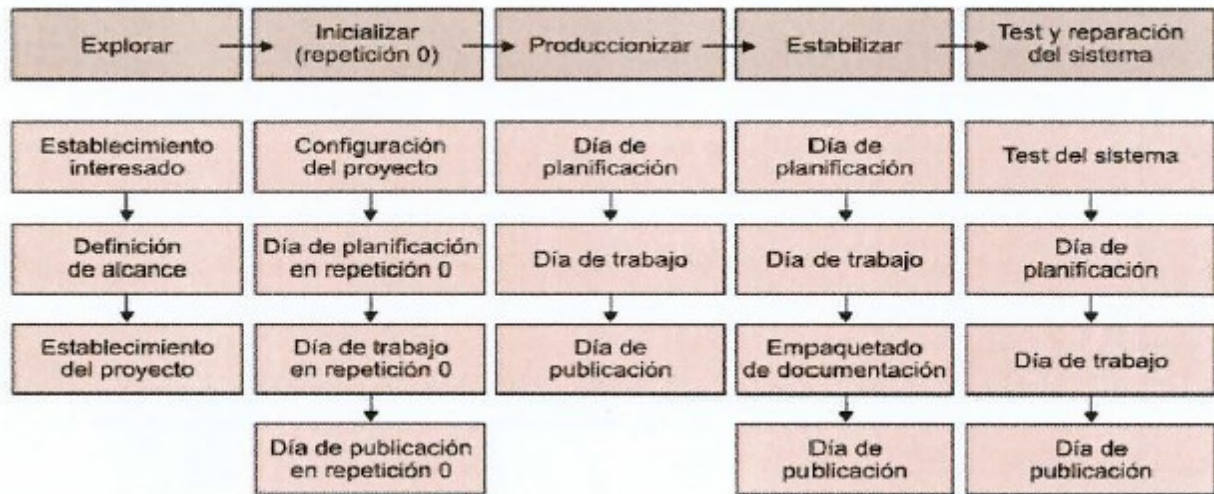 Explorar
Inicializar
(repetición 0)
Produccionizar
Estabilizar
Test y reparación
del sistema
Establecimiento
interesado
Definición
de alcance
Establecimiento
del proyecto
Configuración
del proyecto
Día de planificación
en repetición 0
Día de trabajo
en repetición 0
Día de publicación
en repetición 0
Día de
planificación
Día de trabajo
Día de
publicación
Día de
planificación
Día de trabajo
Empaquetado
de documentación
Día de
publicación
Test del sistema
Día de
planificación
Día de trabajo
Día de
publicación